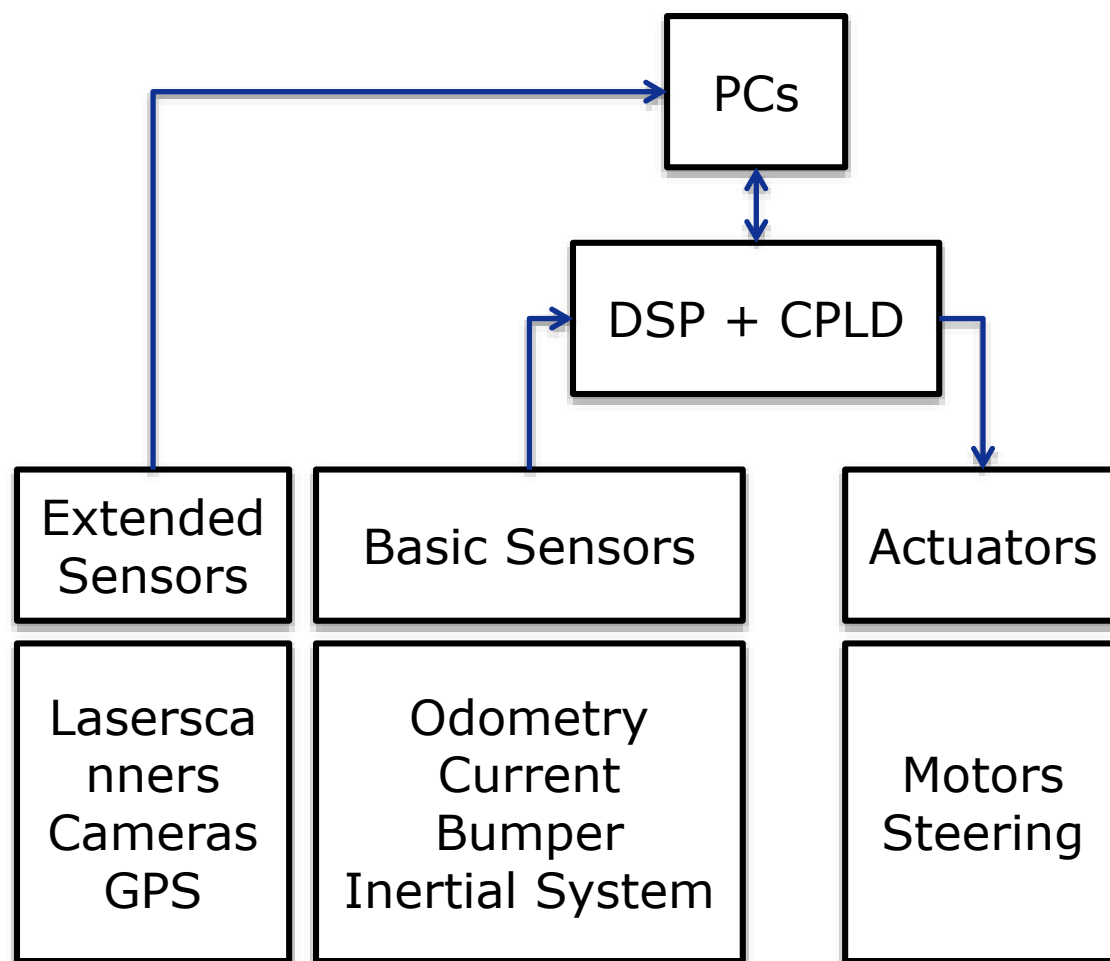 PCs
DSP + CPLD
Extended
Sensors
Basic Sensors
Actuators
Lasersca
nners
Cameras
GPS
Odometry
Current
Bumper
Inertial System
Motors
Steering